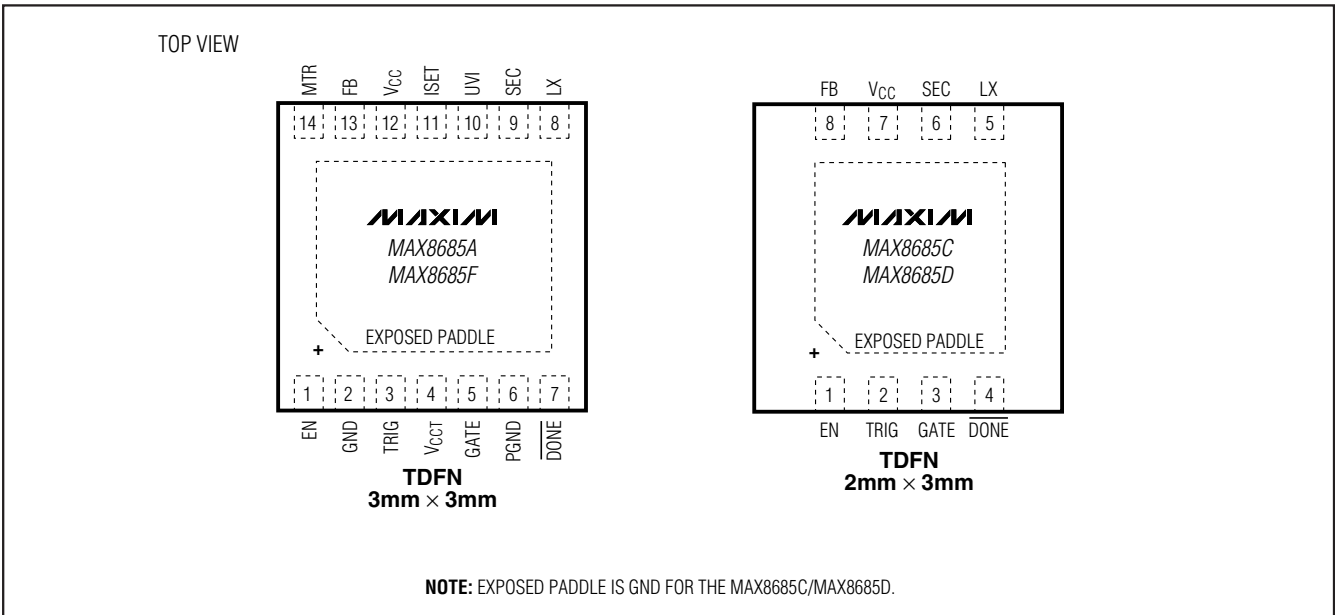 TOP VIEW
MTR FB VCC ISET UVI SEC LX
14 13 12 11 10 9 8
MAXIM
MAX8685A
MAX8685F
EXPOSED PADDLE
+
1 2 3 4 5 6 7
EN GND TRIG VCCT GATE PGND DONE
TDFN
3mm × 3mm
FB VCC SEC LX
8 7 6 5
MAXIM
MAX8685C
MAX8685D
EXPOSED PADDLE
+
1 2 3 4
EN TRIG GATE DONE
TDFN
2mm × 3mm
NOTE: EXPOSED PADDLE IS GND FOR THE MAX8685C/MAX8685D.